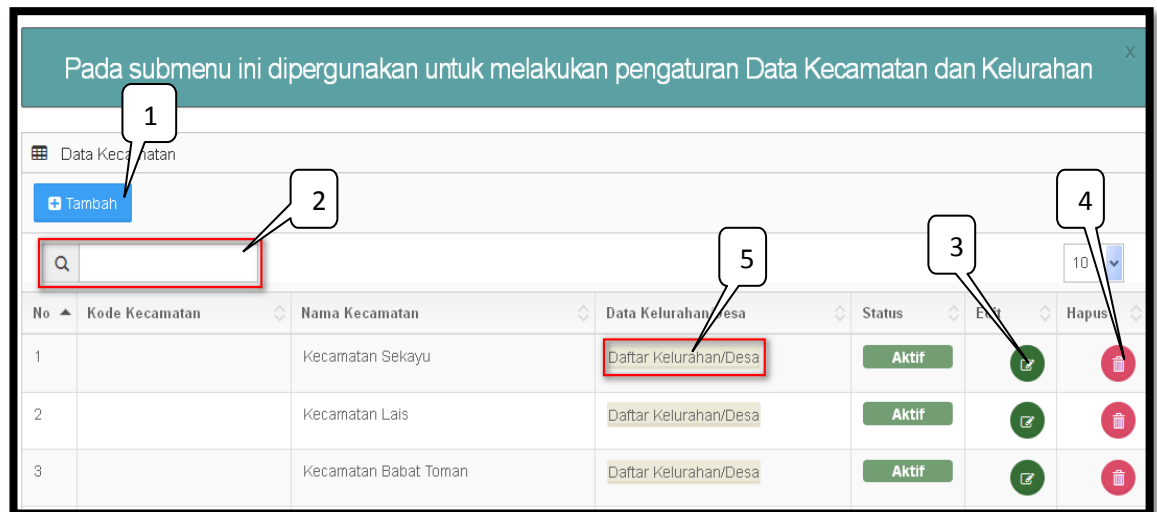 Pada submenu ini dipergunakan untuk melakukan pengaturan Data Kecamatan dan Kelurahan
X
1
Data Kecamatan
Tambah
2
4
5
3
10
No Kode Kecamatan Nama Kecamatan Data Kelurahan/Desa Status Edit Hapus
1 Kecamatan Sekayu Daftar Kelurahan/Desa Aktif
2 Kecamatan Lais Daftar Kelurahan/Desa Aktif
3 Kecamatan Babat Toman Daftar Kelurahan/Desa Aktif